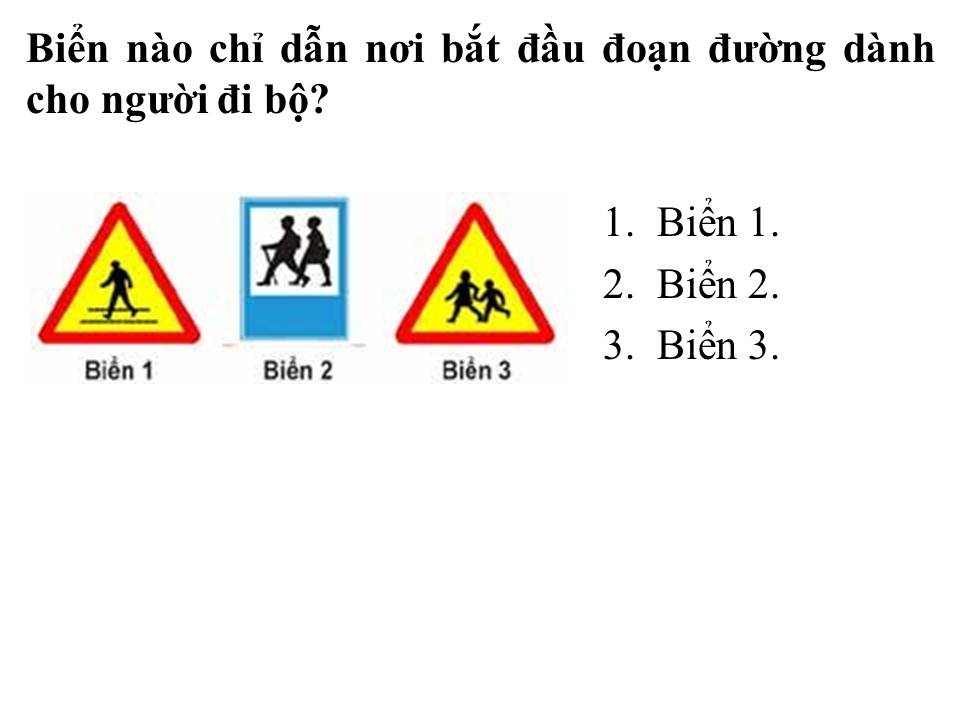 Biển nào chỉ dẫn nơi bắt đầu đoạn đường dành
cho người đi bộ?
1. Biển 1.
2. Biển 2.
3. Biển 3.
Biển 1
Biển 2
Biển 3